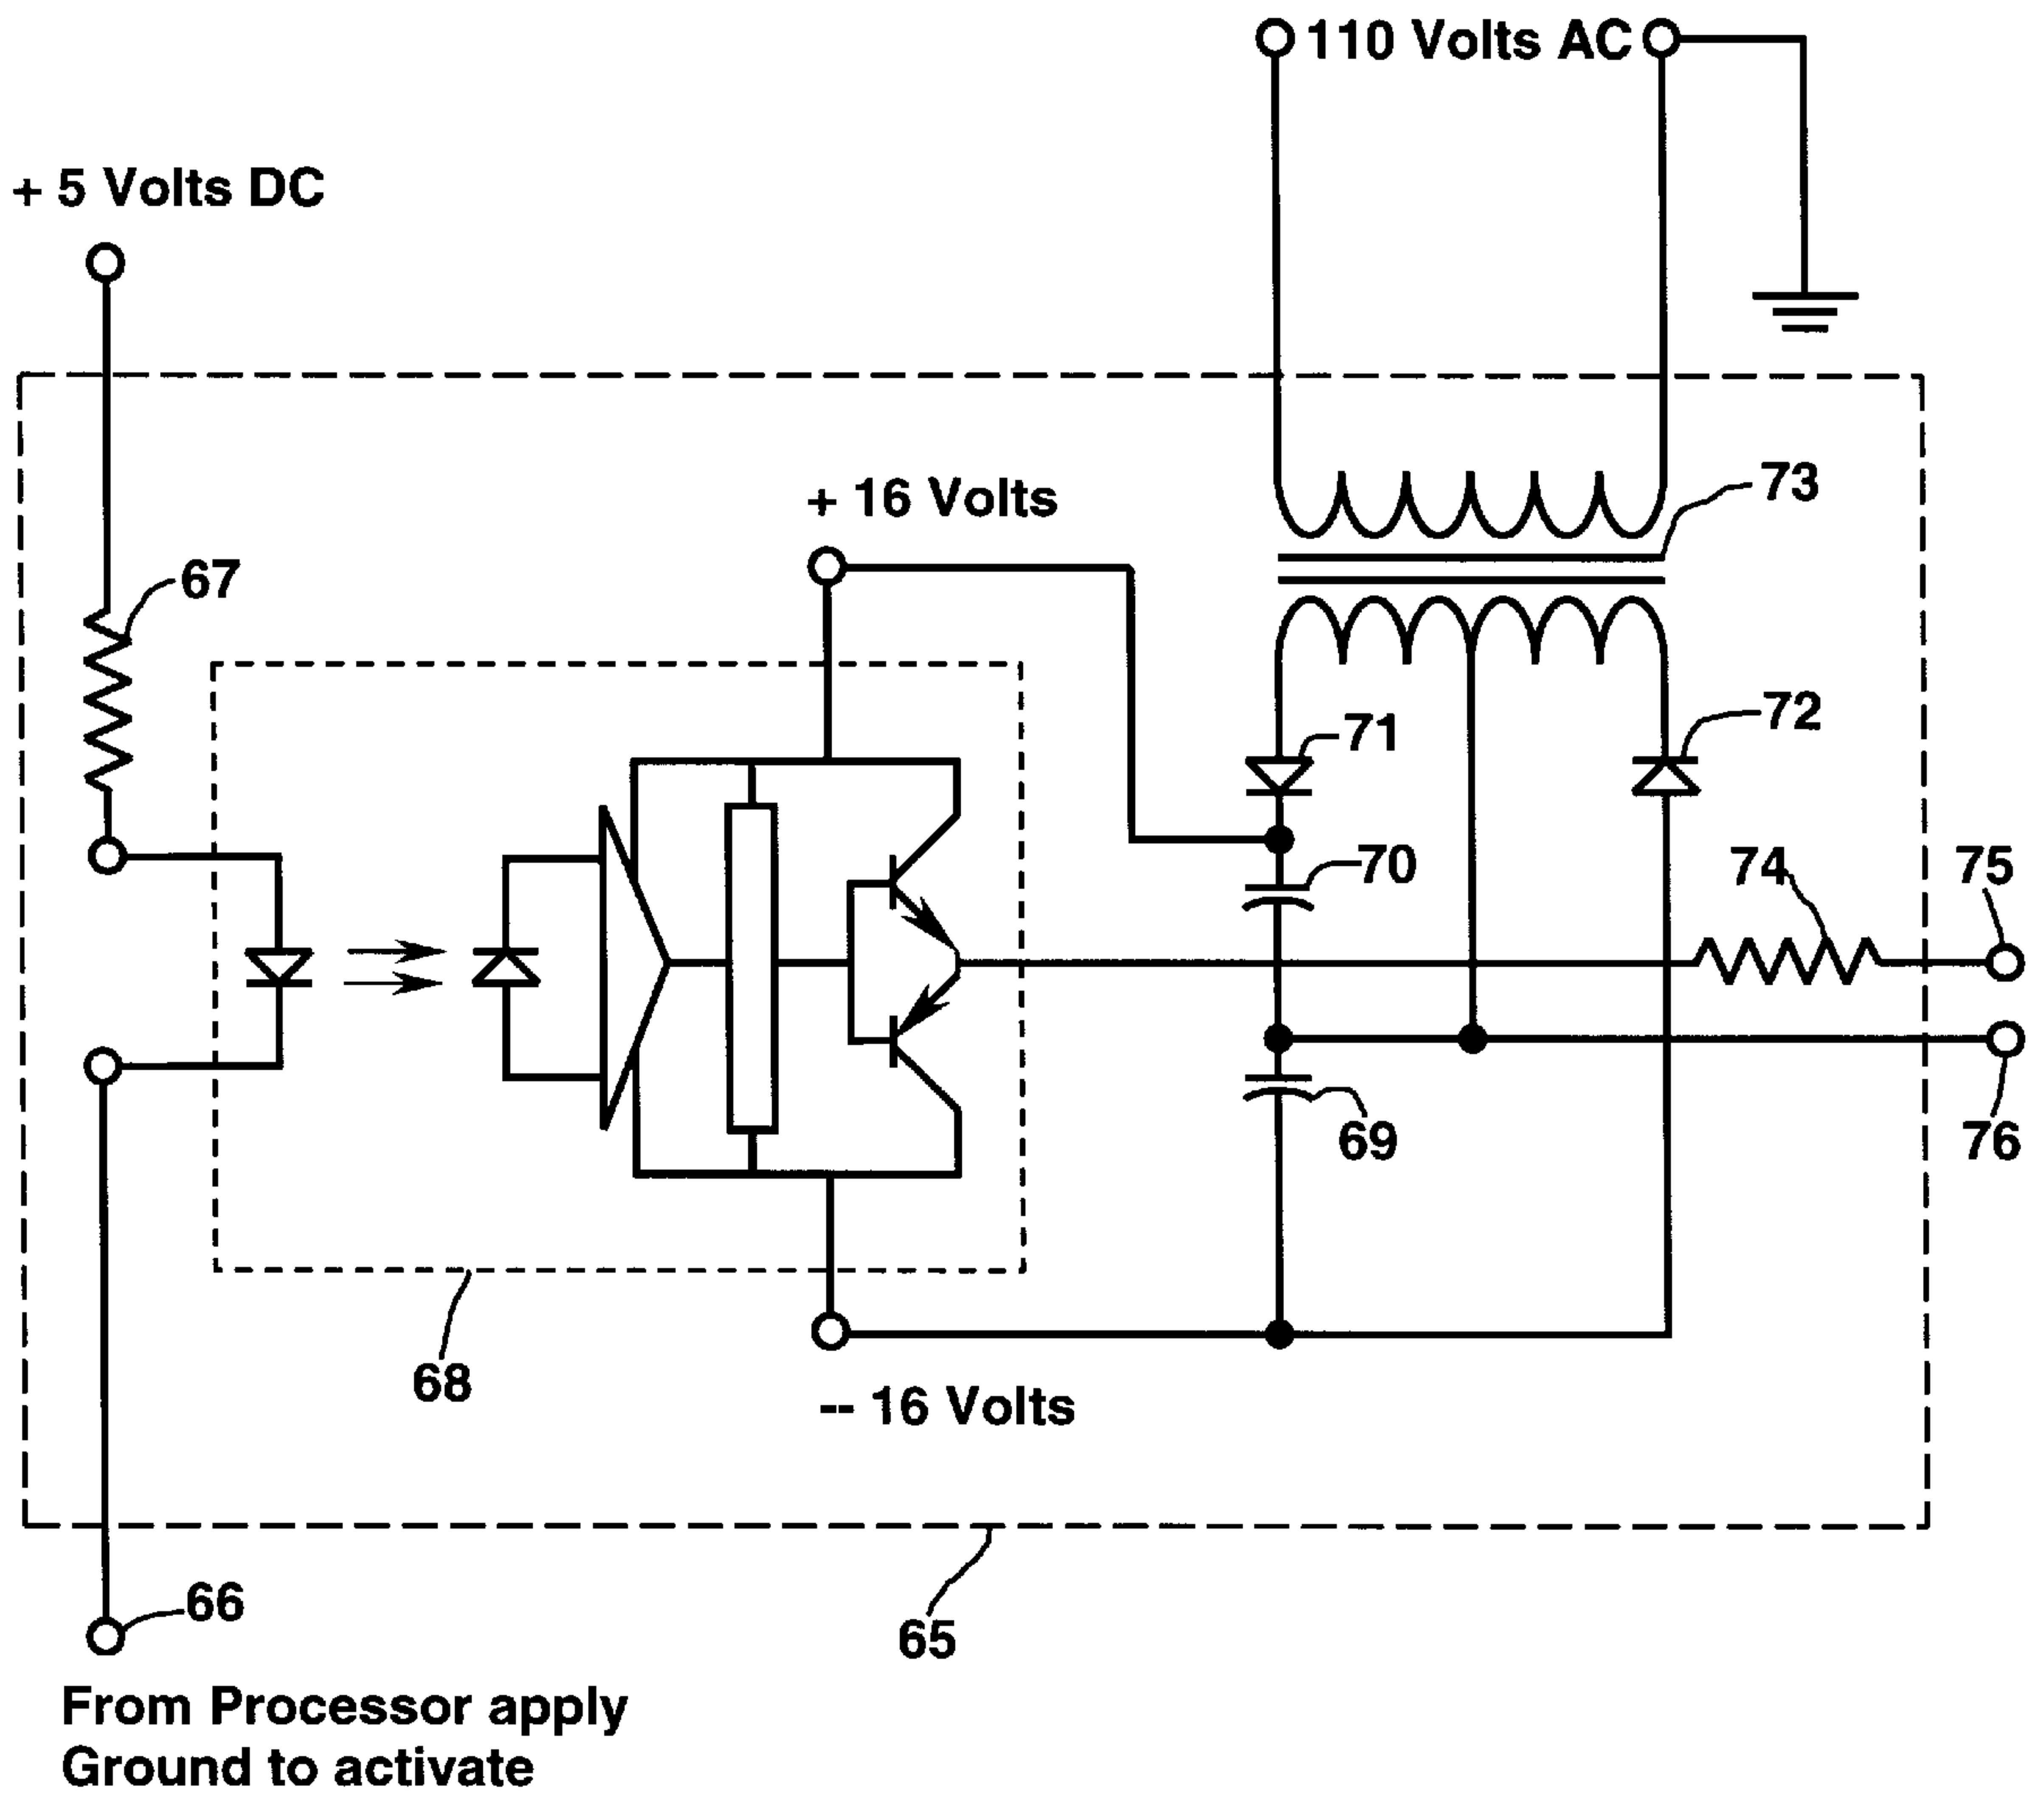 110 Volts AC
+ 5 Volts DC
73
+ 16 Volts
67
71
72
70
74
75
69
76
68
-- 16 Volts
66
65
From Processor apply
Ground to activate